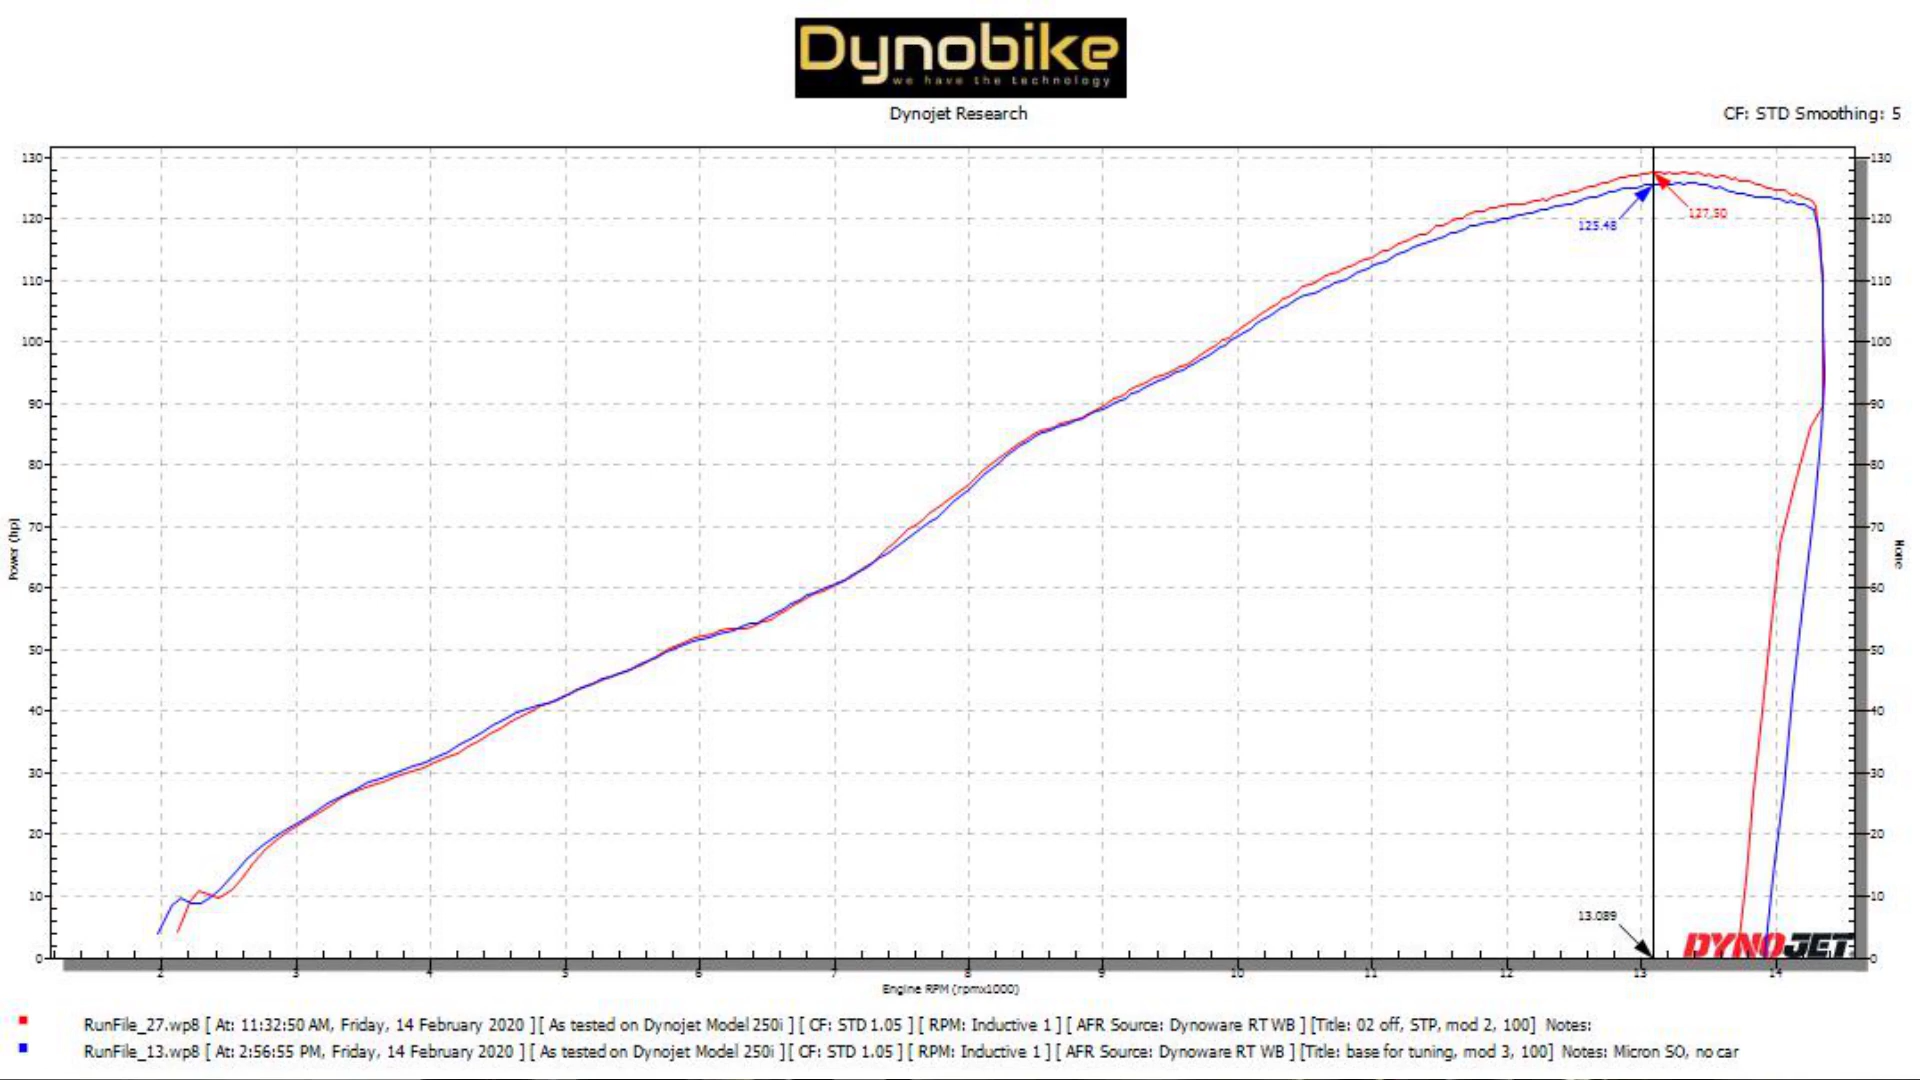 Dynobike
we have the technology
Dynojet Research
CF: STD Smoothing: 5
130
120
110
100
90
80
70
60
50
40
30
20
10
0
Power (hp)
130
120
110
100
90
80
70
60
50
40
30
20
10
0
None
125.48
127.50
13.089
DYNOJET
2 3 4 5 6 7 8 9 10 11 12 13 14
Engine RPM (rpmx1000)
RunFile_27.wp8 [ At: 11:32:50 AM, Friday, 14 February 2020 ] [ As tested on Dynojet Model 250i ] [ CF: STD 1.05 ] [ RPM: Inductive 1 ] [ AFR Source: Dynoware RT WB ] [Title: 02 off, STP, mod 2, 100] Notes:
RunFile_13.wp8 [ At: 2:56:55 PM, Friday, 14 February 2020 ] [ As tested on Dynojet Model 250i ] [ CF: STD 1.05 ] [ RPM: Inductive 1 ] [ AFR Source: Dynoware RT WB ] [Title: base for tuning, mod 3, 100] Notes: Micron SO, no car